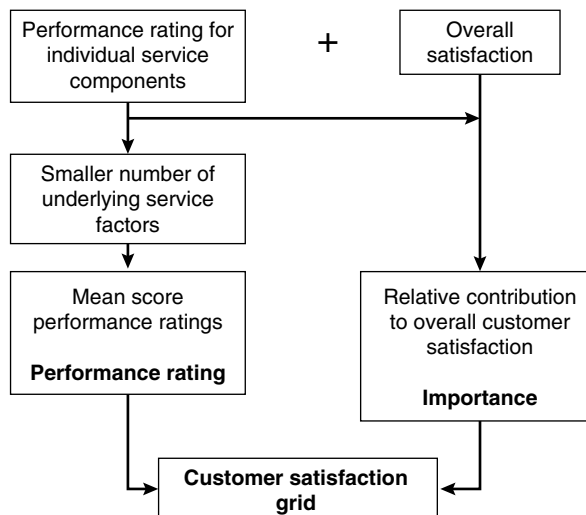 Performance rating for
individual service
components
+
Overall
satisfaction
Smaller number of
underlying service
factors
Mean score
performance ratings
Performance rating
Relative contribution
to overall customer
satisfaction
Importance
Customer satisfaction
grid